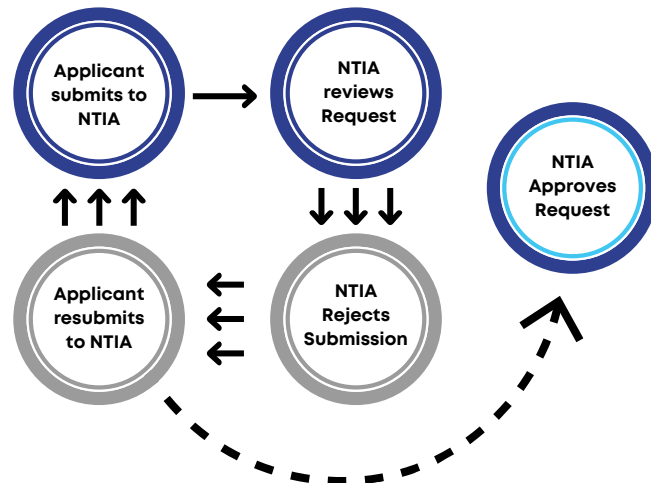 Applicant
submits to
NTIA
NTIA
reviews
Request
NTIA
Approves
Request
Applicant
resubmits
to NTIA
NTIA
Rejects
Submission